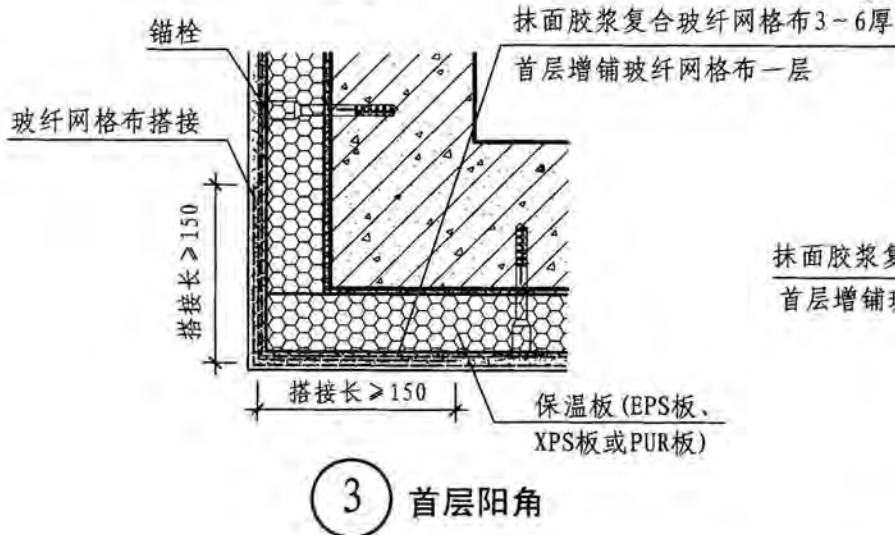 锚栓
抹面胶浆复合玻纤网格布3~6厚
首层增铺玻纤网格布一层
玻纤网格布搭接
搭接长≥150
抹面胶浆复
首层增铺
搭接长≥150
保温板(EPS板、
XPS板或PUR板)
3 首层阳角